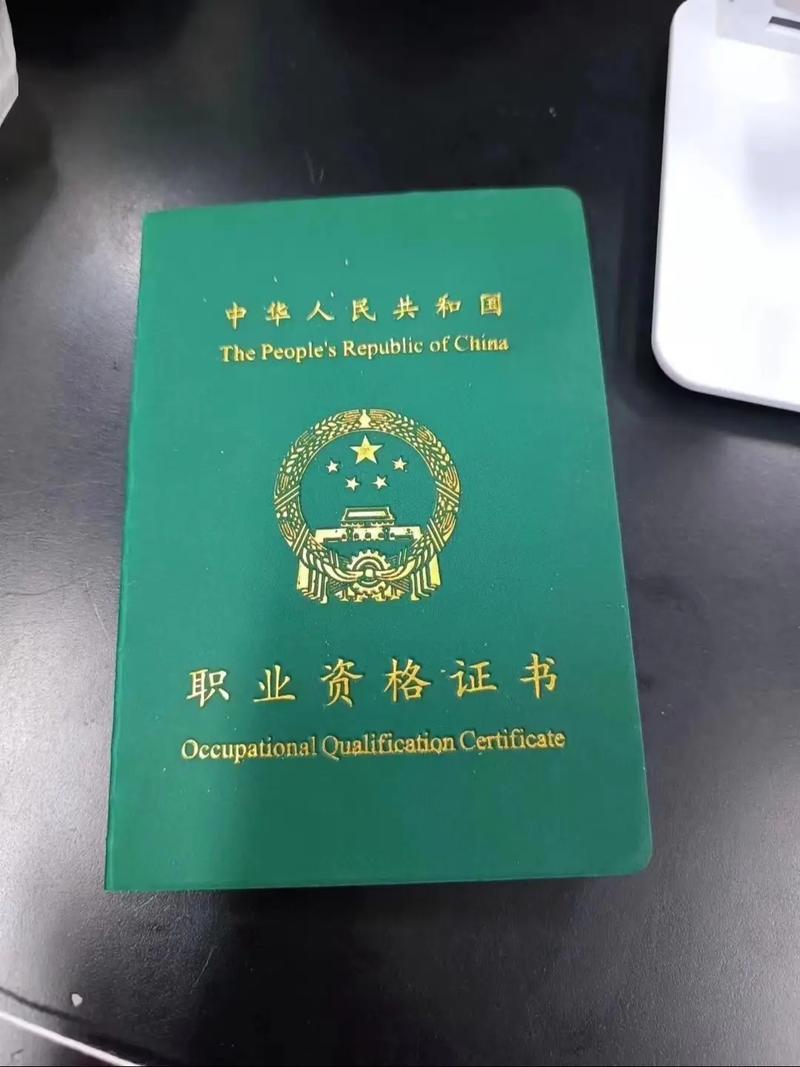 中华人民共和国
The People's Republic of China
职业资格证书
Occupational Qualification Certificate